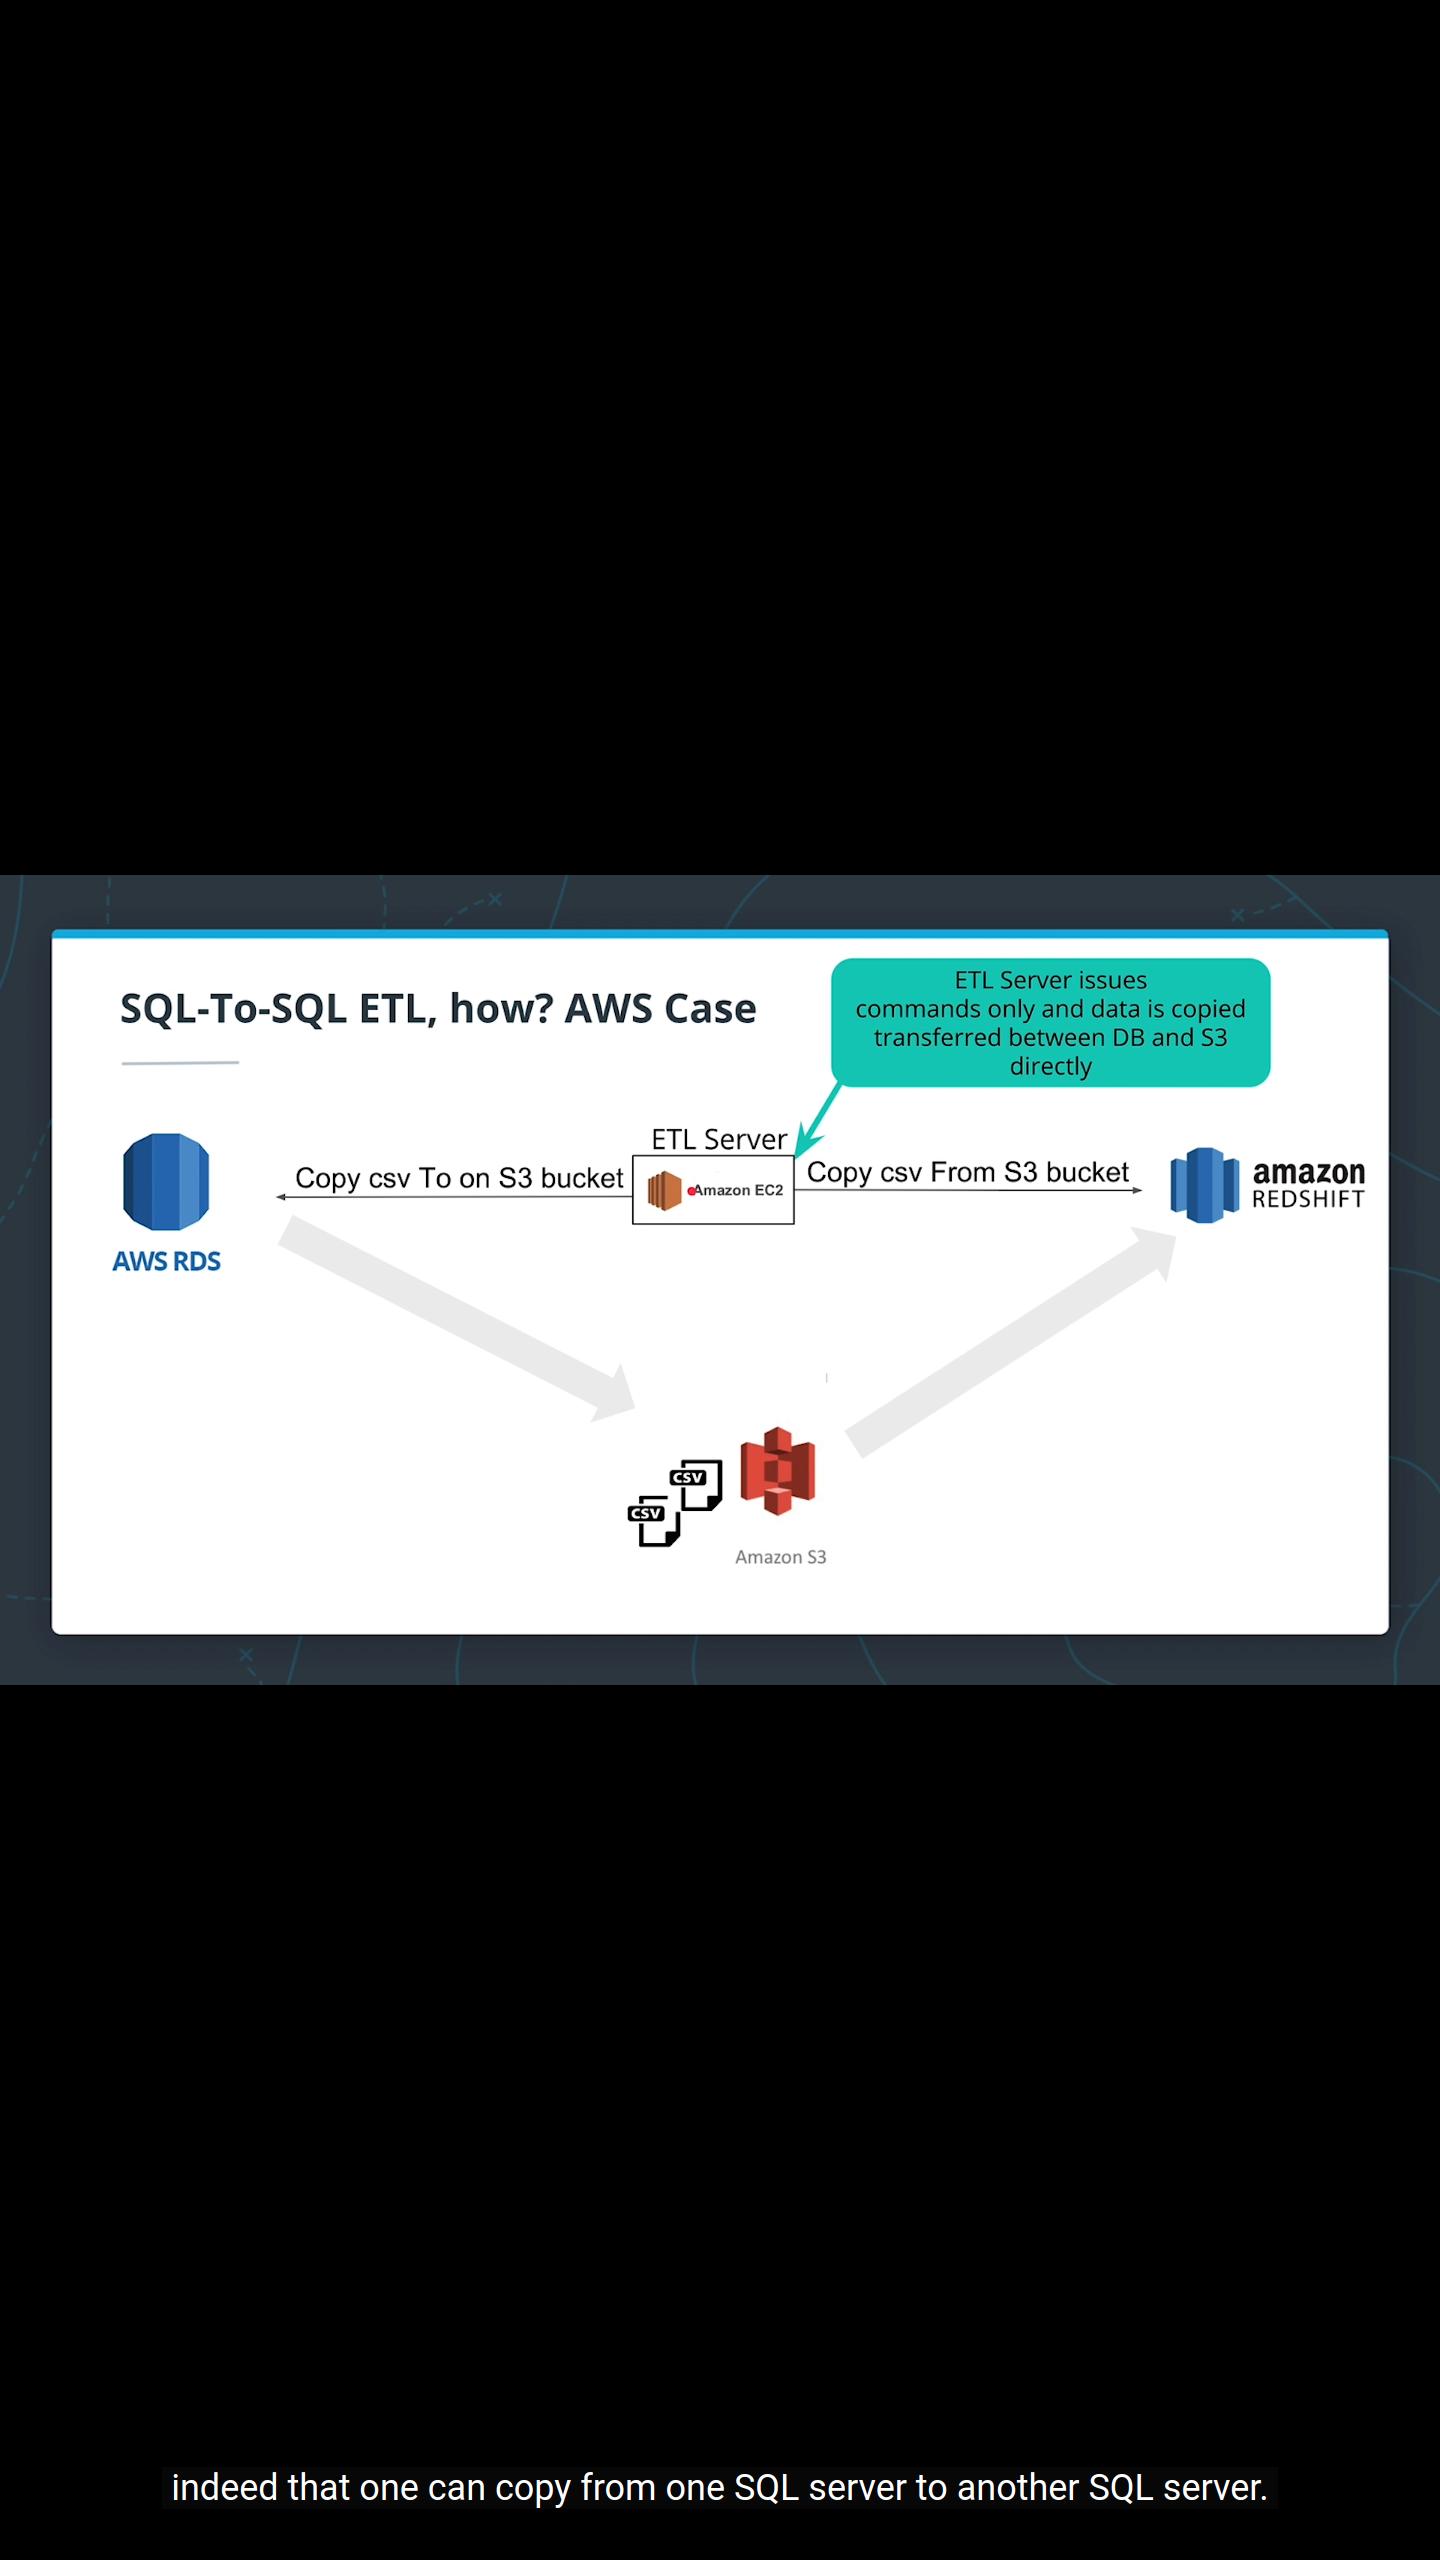 SQL-To-SQL ETL, how? AWS Case
ETL Server issues
commands only and data is copied
transferred between DB and S3
directly
ETL Server
Copy csv To on S3 bucket
Amazon EC2
Copy csv From S3 bucket
amazon
REDSHIFT
AWS RDS
CSV
CSV
Amazon S3
indeed that one can copy from one SQL server to another SQL server.